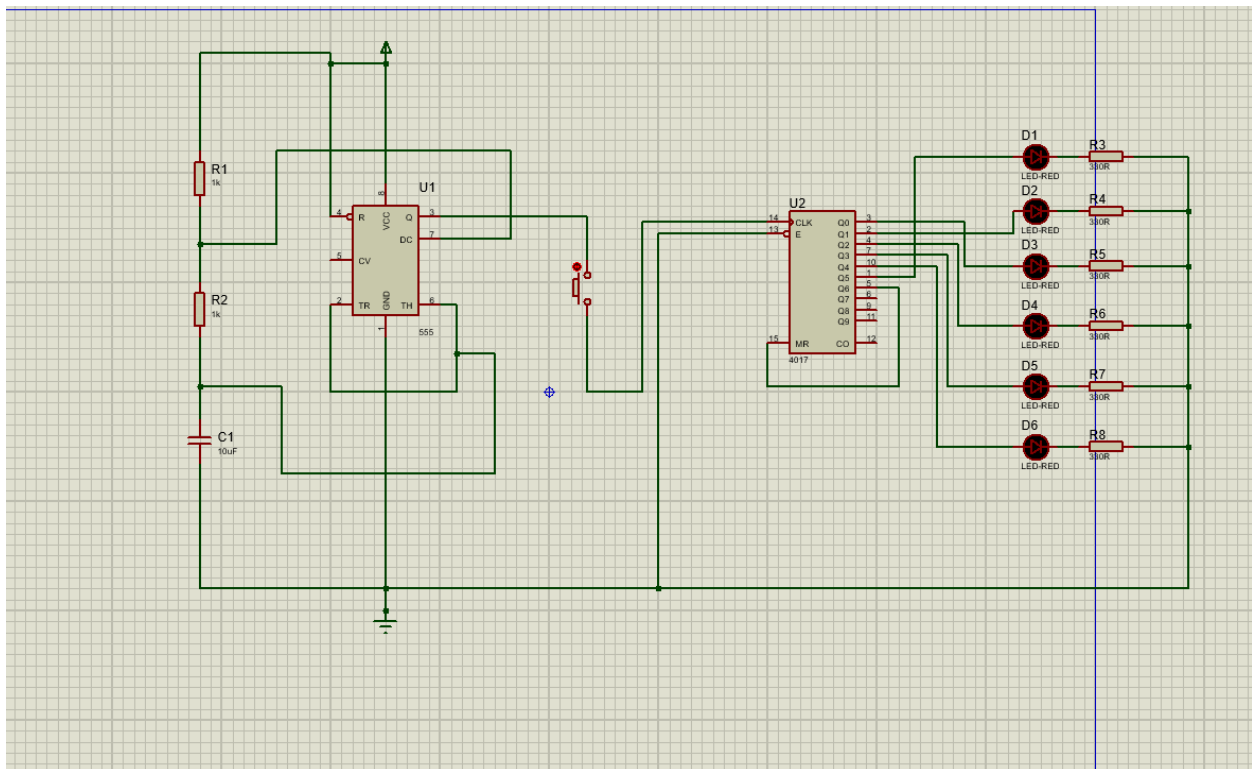 R1
1k
R2
1k
C1
10uF
U1
4
R
8
VCC
Q
3
DC
7
5
CV
2
TR
GND
1
TH
6
555
U2
14
CLK
13
E
15
MR
Q0
3
Q1
2
Q2
4
Q3
7
Q4
10
Q5
1
Q6
5
Q7
6
Q8
9
Q9
11
CO
12
4017
D1
LED-RED
R3
330R
D2
LED-RED
R4
330R
D3
LED-RED
R5
330R
D4
LED-RED
R6
330R
D5
LED-RED
R7
330R
D6
LED-RED
R8
330R